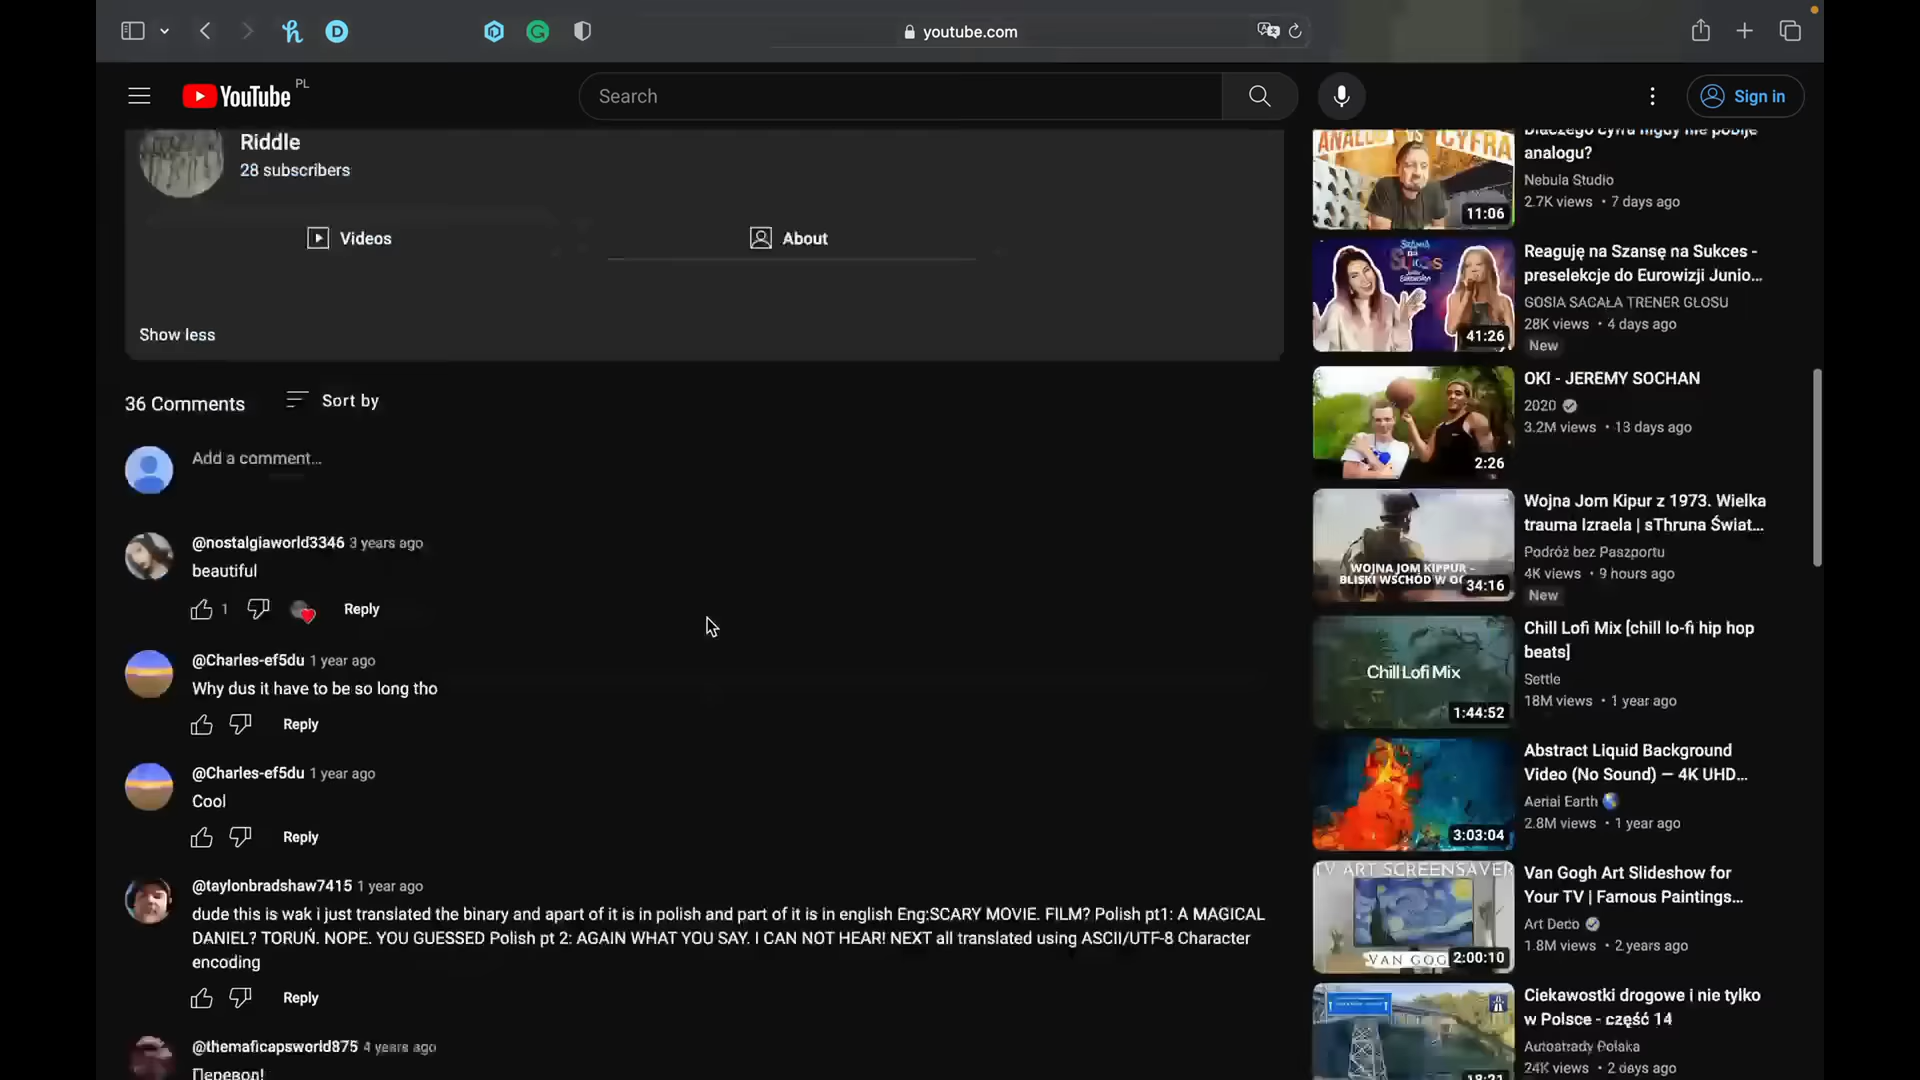 youtube.com
YouTube PL
Search
Sign in
Riddle
28 subscribers
Videos
About
Show less
36 Comments
Sort by
Add a comment...
@nostalgiaworld3346 3 years ago
beautiful
1
Reply
@Charles-ef5du 1 year ago
Why dus it have to be so long tho
Reply
@Charles-ef5du 1 year ago
Cool
Reply
@taylonbradshaw7415 1 year ago
dude this is wak i just translated the binary and apart of it is in polish and part of it is in english Eng:SCARY MOVIE. FILM? Polish pt1: A MAGICAL
DANIEL? TORUŃ. NOPE. YOU GUESSED Polish pt 2: AGAIN WHAT YOU SAY. I CAN NOT HEAR! NEXT all translated using ASCII/UTF-8 Character
encoding
Reply
@themaficapsworld875 4 years ago
Перевод!
11:06
Dlaczego cyfra nigdy nie pobije
analogu?
Nebula Studio
2.7K views • 7 days ago
41:26
Reaguję na Szansę na Sukces -
preselekcje do Eurowizji Junio...
GOSIA SACAŁA TRENER GŁOSU
28K views • 4 days ago
New
2:26
OKI - JEREMY SOCHAN
2020
3.2M views • 13 days ago
WOJNA JOM KIPPUR -
BLISKI WSCHÓD W
34:16
Wojna Jom Kipur z 1973. Wielka
trauma Izraela | sThruna Świat...
Podróż bez Paszportu
4K views • 9 hours ago
New
Chill Lofi Mix
1:44:52
Chill Lofi Mix [chill lo-fi hip hop
beats]
Settle
18M views • 1 year ago
3:03:04
Abstract Liquid Background
Video (No Sound) — 4K UHD...
Aerial Earth
2.8M views • 1 year ago
TV ART SCREENSAVER
VAN GOG
2:00:10
Van Gogh Art Slideshow for
Your TV | Famous Paintings...
Art Deco
1.8M views • 2 years ago
18:21
Ciekawostki drogowe i nie tylko
w Polsce - część 14
Autostrady Polska
24K views • 2 days ago